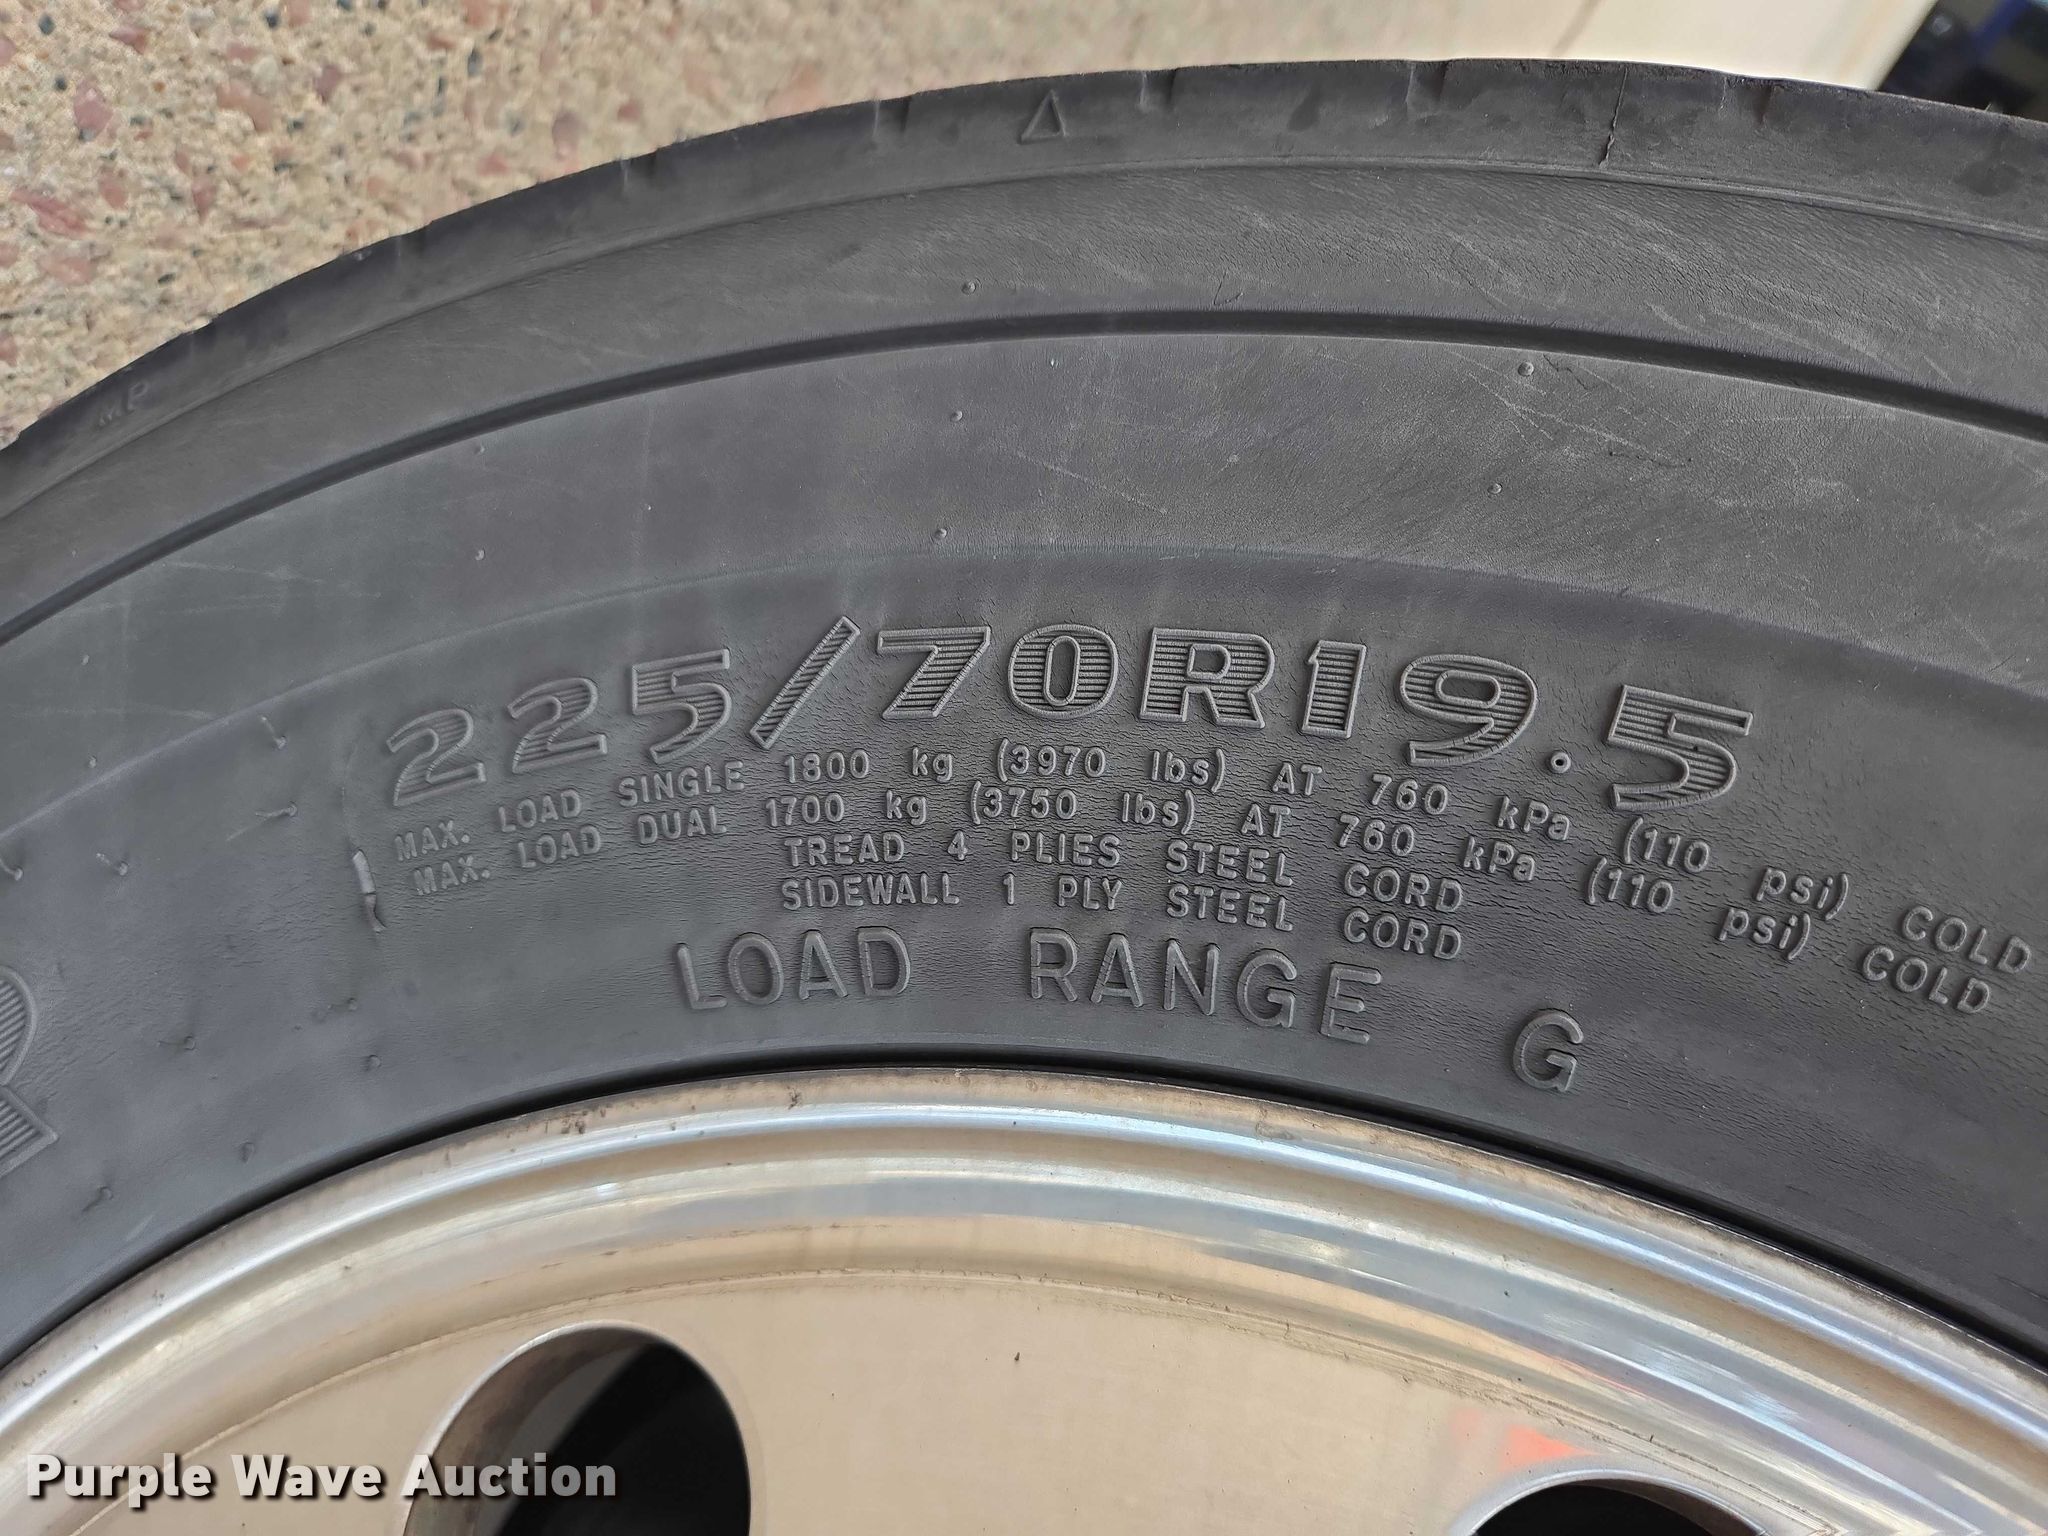 MP
225/70R19.5
MAX. LOAD SINGLE 1800 kg (3970 lbs) AT 760 kPa (110 psi) COLD
MAX. LOAD DUAL 1700 kg (3750 lbs) AT 760 kPa (110 psi) COLD
TREAD 4 PLIES STEEL CORD
SIDEWALL 1 PLY STEEL CORD
LOAD RANGE G
Purple Wave Auction